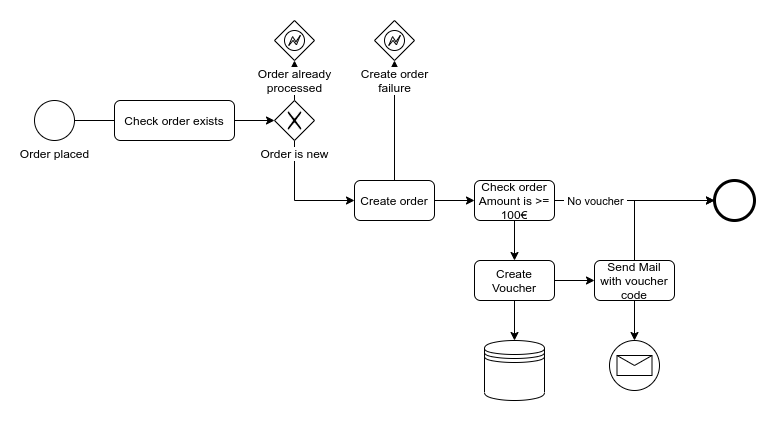 Order already
processed
Create order
failure
Check order exists
Order placed
Order is new
Create order
Check order
Amount is >=
100€
No voucher
Create
Voucher
Send Mail
with voucher
code